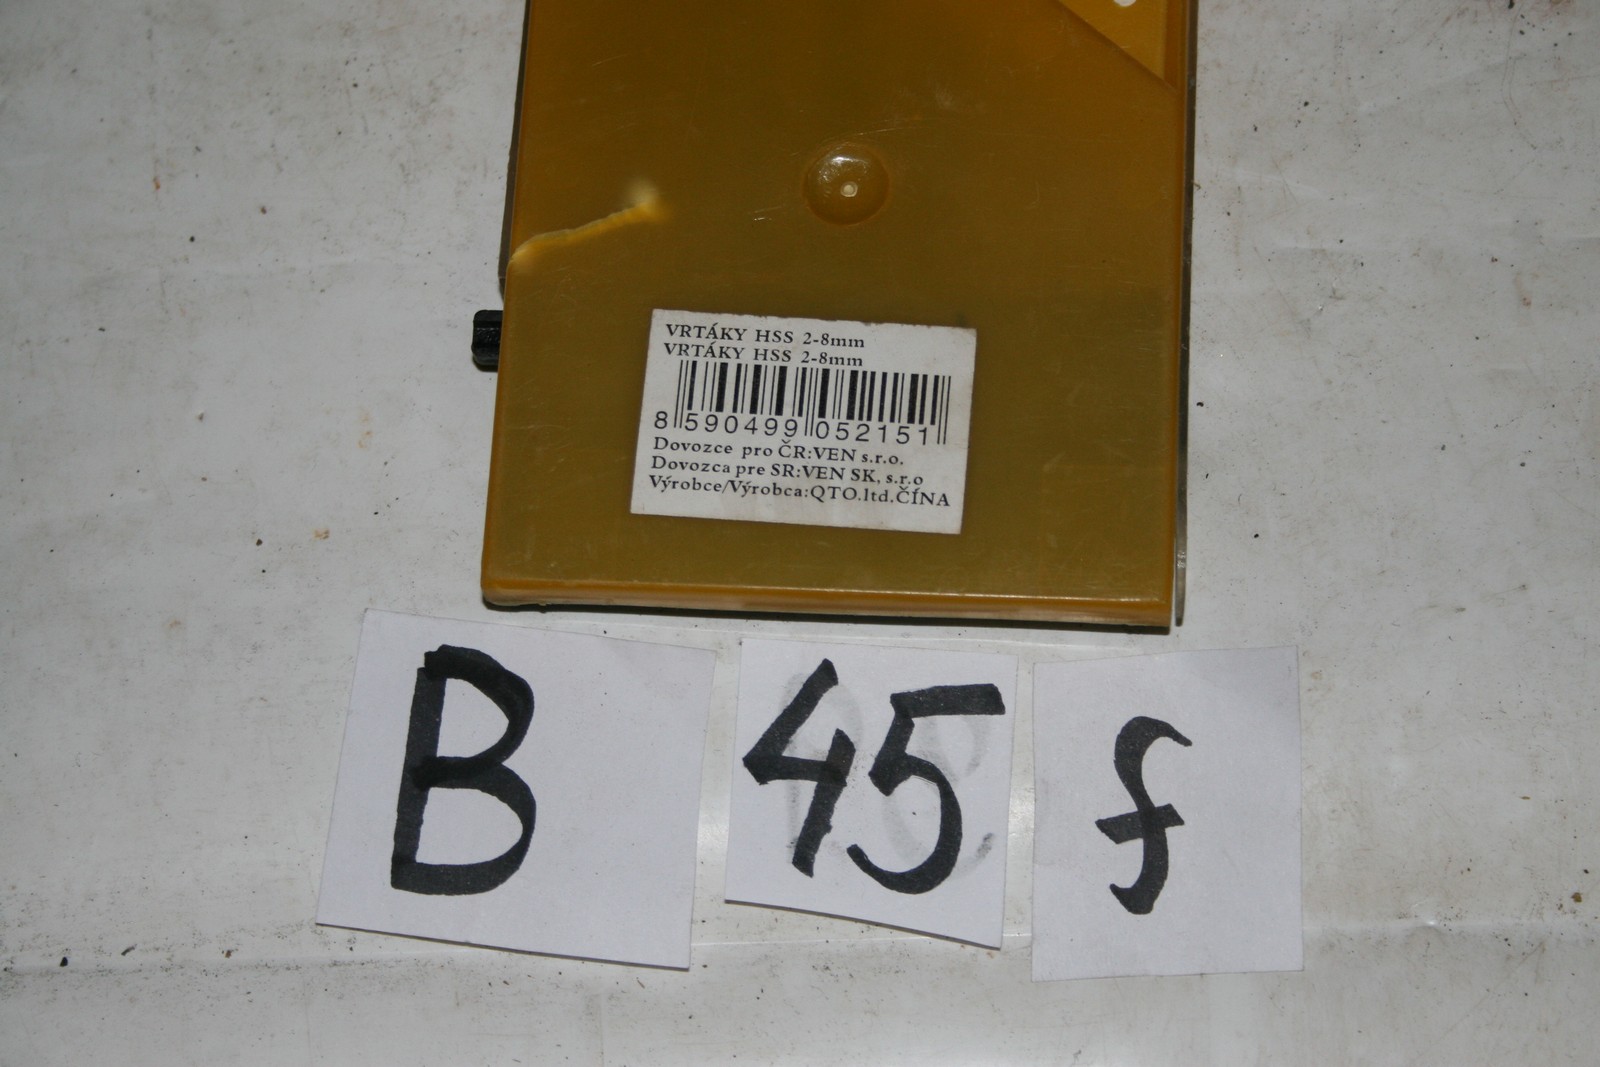 VRTÁKY HSS 2-8mm
VRTÁKY HSS 2-8mm
8 590499 052151
Dovozce pro ČR:VEN s.r.o.
Dovozca pre SR:VEN SK, s.r.o
Výrobce/Výrobca:QTO.ltd.ČÍNA
B 45 f